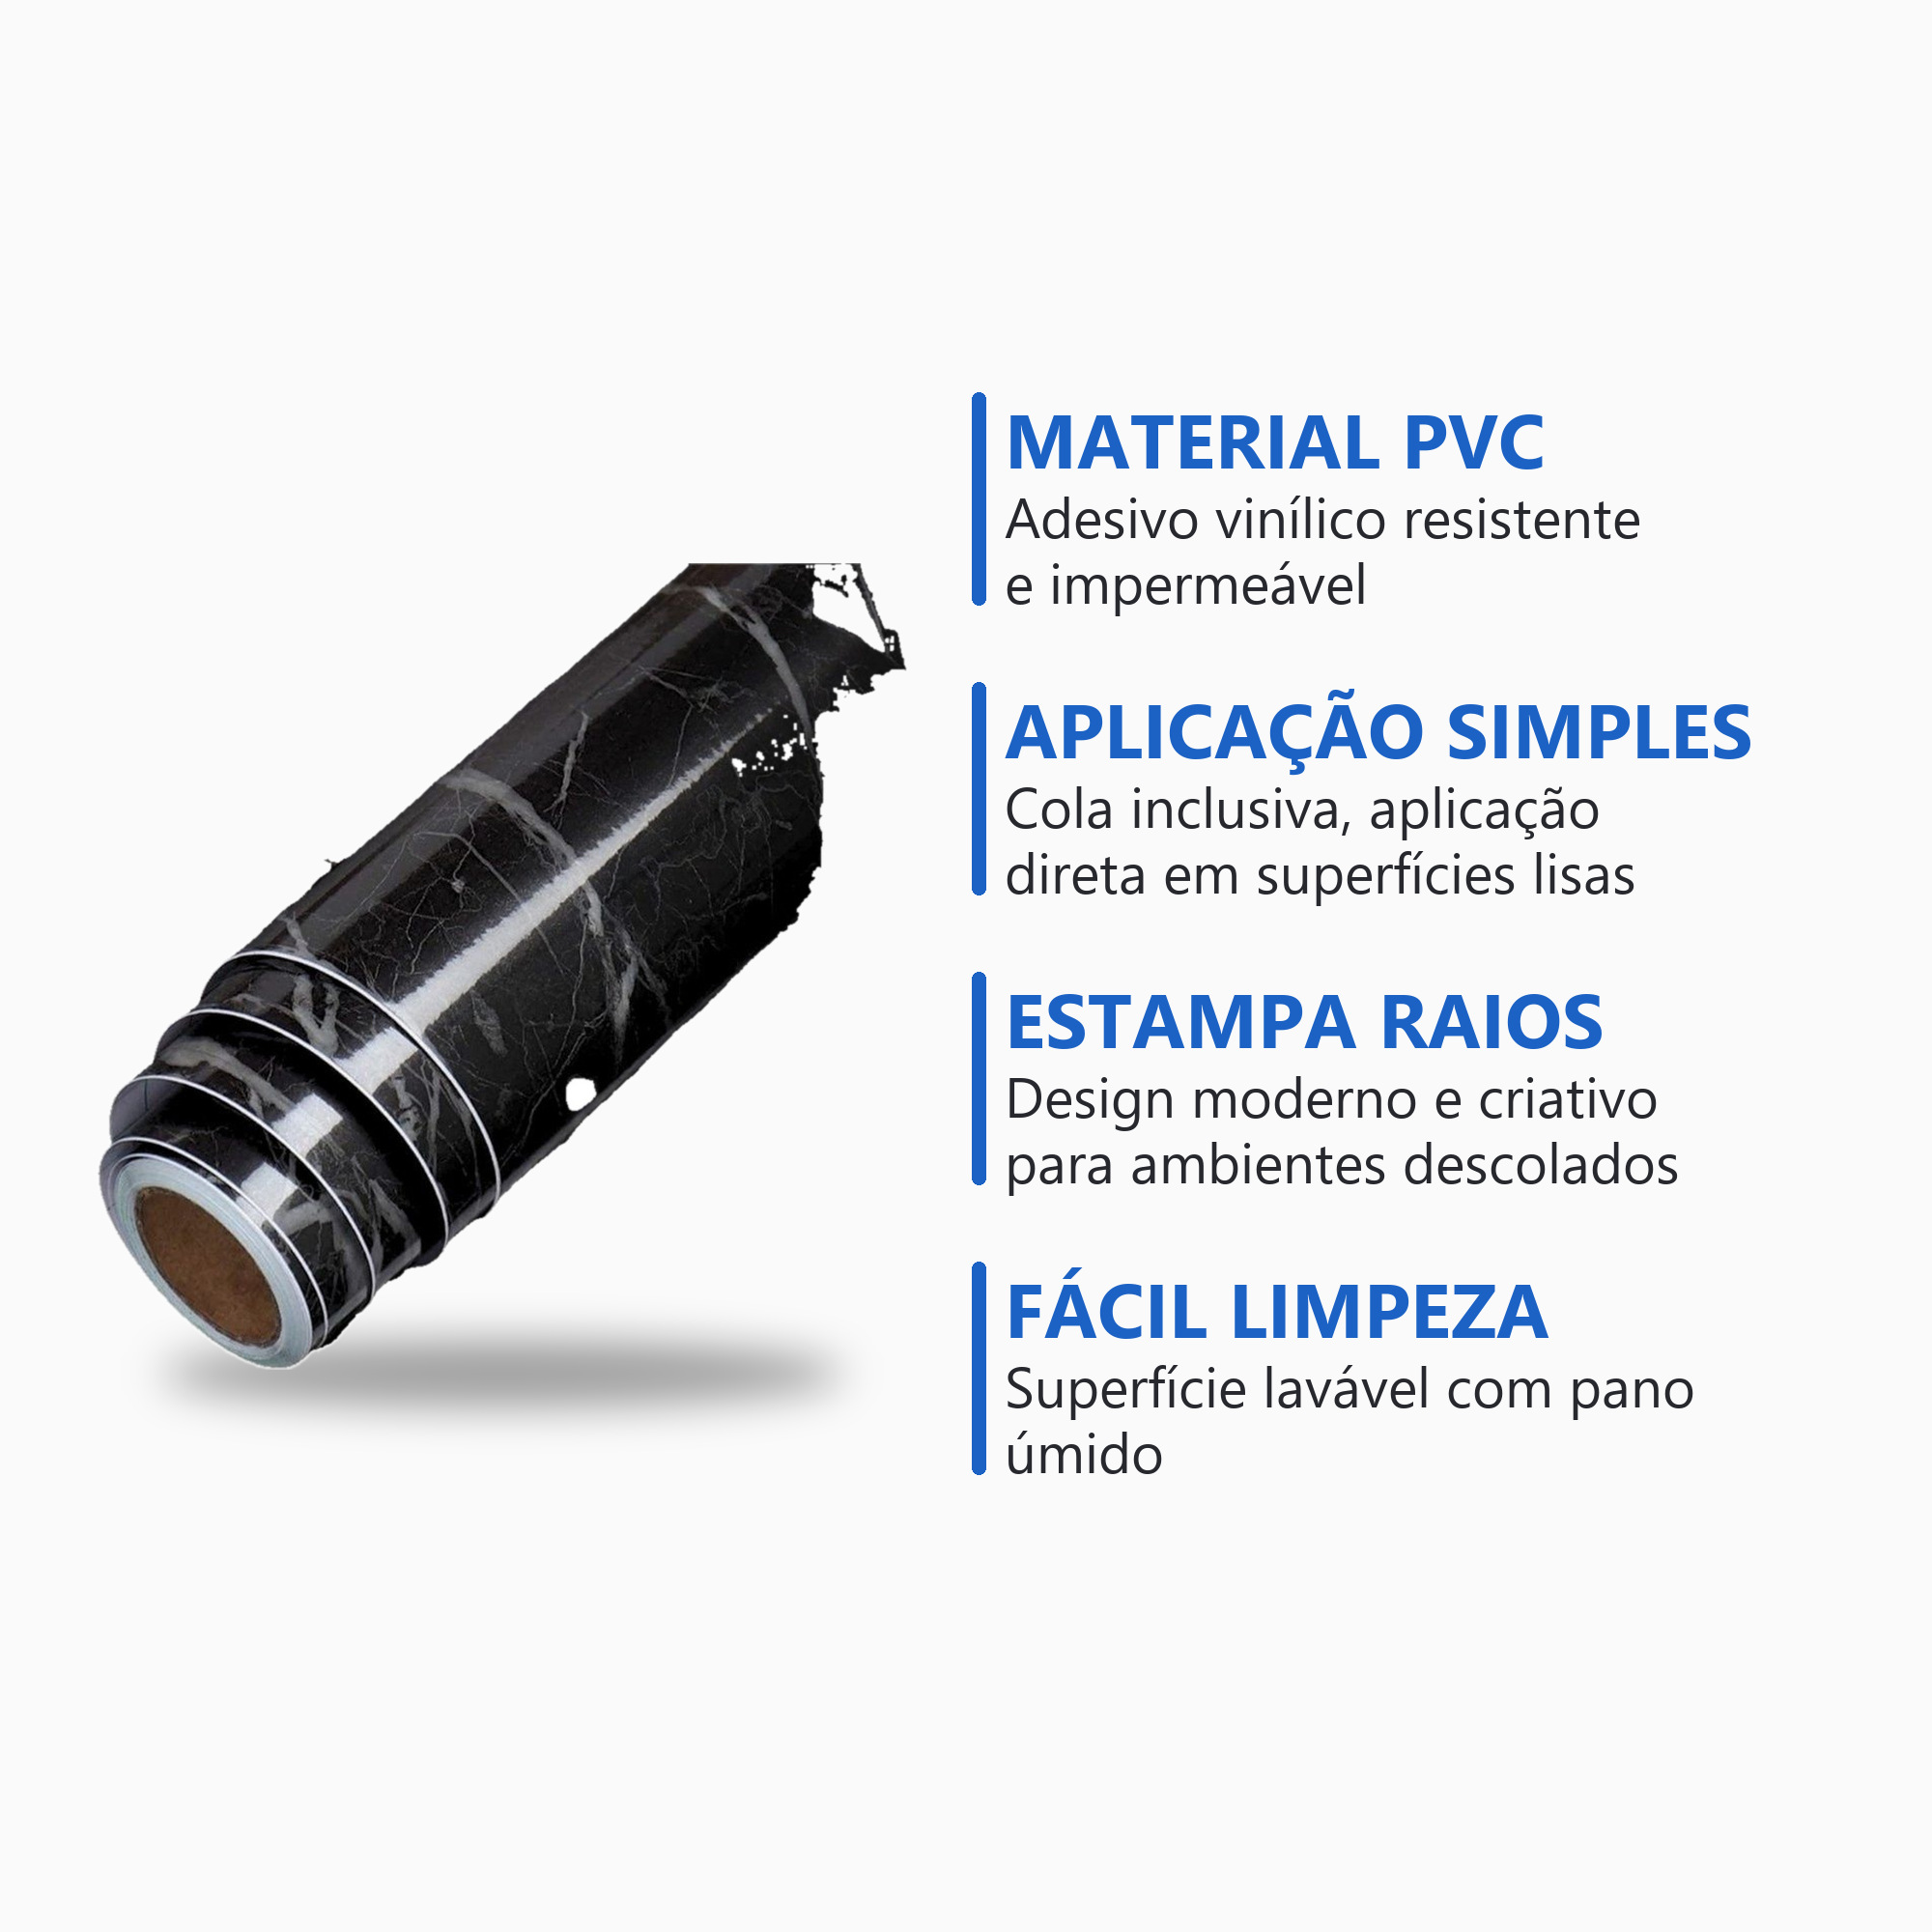 MATERIAL PVC
Adesivo vinílico resistente
e impermeável
APLICAÇÃO SIMPLES
Cola inclusiva, aplicação
direta em superfícies lisas
ESTAMPA RAIOS
Design moderno e criativo
para ambientes descolados
FÁCIL LIMPEZA
Superfície lavável com pano
úmido